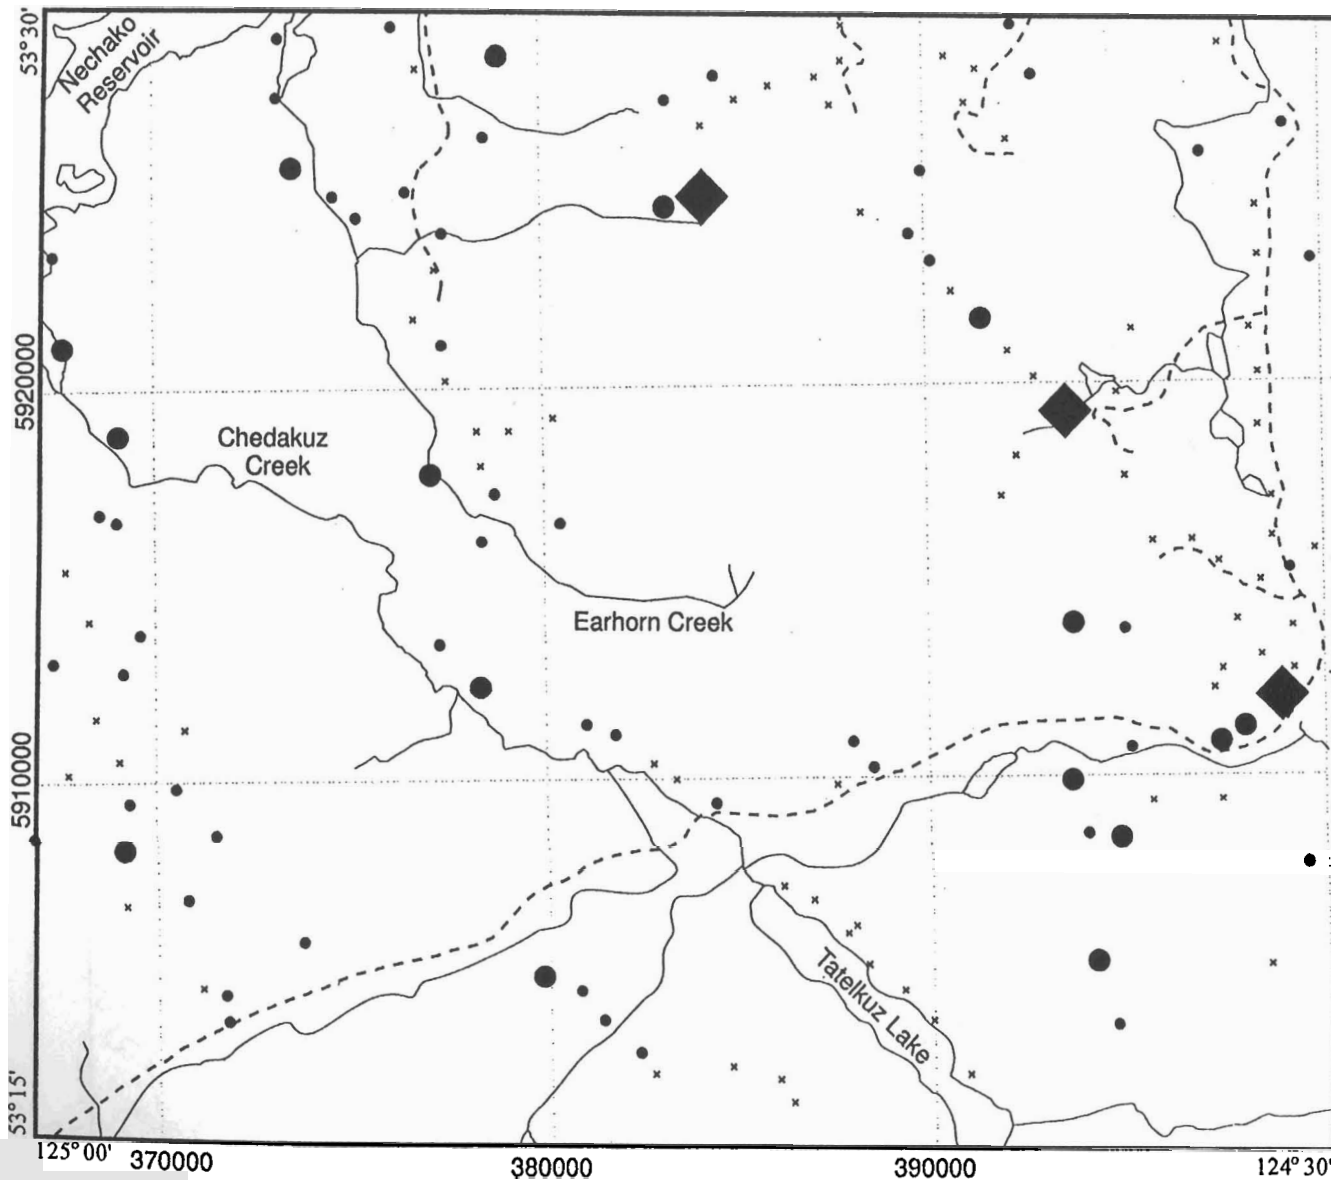 53°30'
Nechako
Reservoir
5920000
Chedakuz
Creek
Earhorn Creek
5910000
Tatelkuz Lake
53°15'
125°00'
370000
380000
390000
124°30'